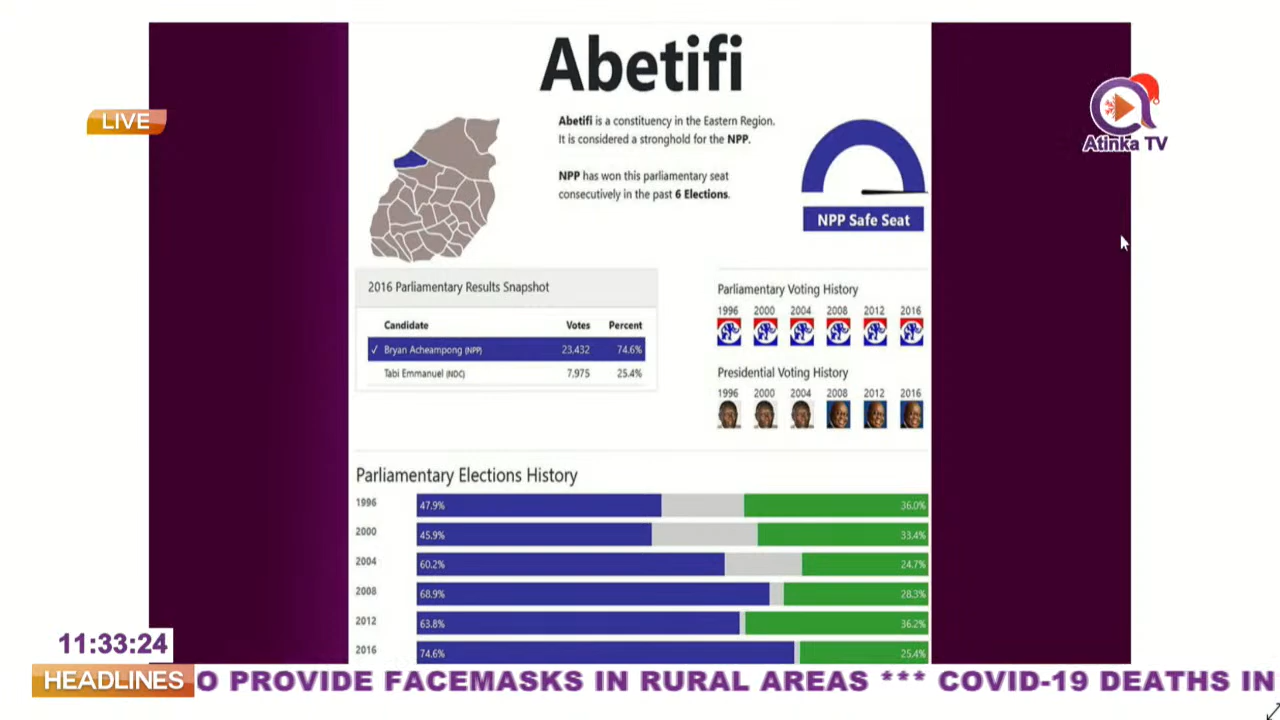 Abetifi
LIVE
Atinka TV
Abetifi is a constituency in the Eastern Region.
It is considered a stronghold for the NPP.
NPP has won this parliamentary seat
consecutively in the past 6 Elections.
NPP Safe Seat
2016 Parliamentary Results Snapshot
Candidate Votes Percent
✓ Bryan Acheampong (NPP) 23,432 74.6%
Tabi Emmanuel (NDC) 7,975 25.4%
Parliamentary Voting History
1996 2000 2004 2008 2012 2016
Presidential Voting History
1996 2000 2004 2008 2012 2016
Parliamentary Elections History
1996 47.9% 36.0%
2000 45.9% 33.4%
2004 60.2% 24.7%
2008 68.9% 28.3%
2012 63.8% 36.2%
2016 74.6% 25.4%
11:33:24
HEADLINES O PROVIDE FACEMASKS IN RURAL AREAS *** COVID-19 DEATHS IN